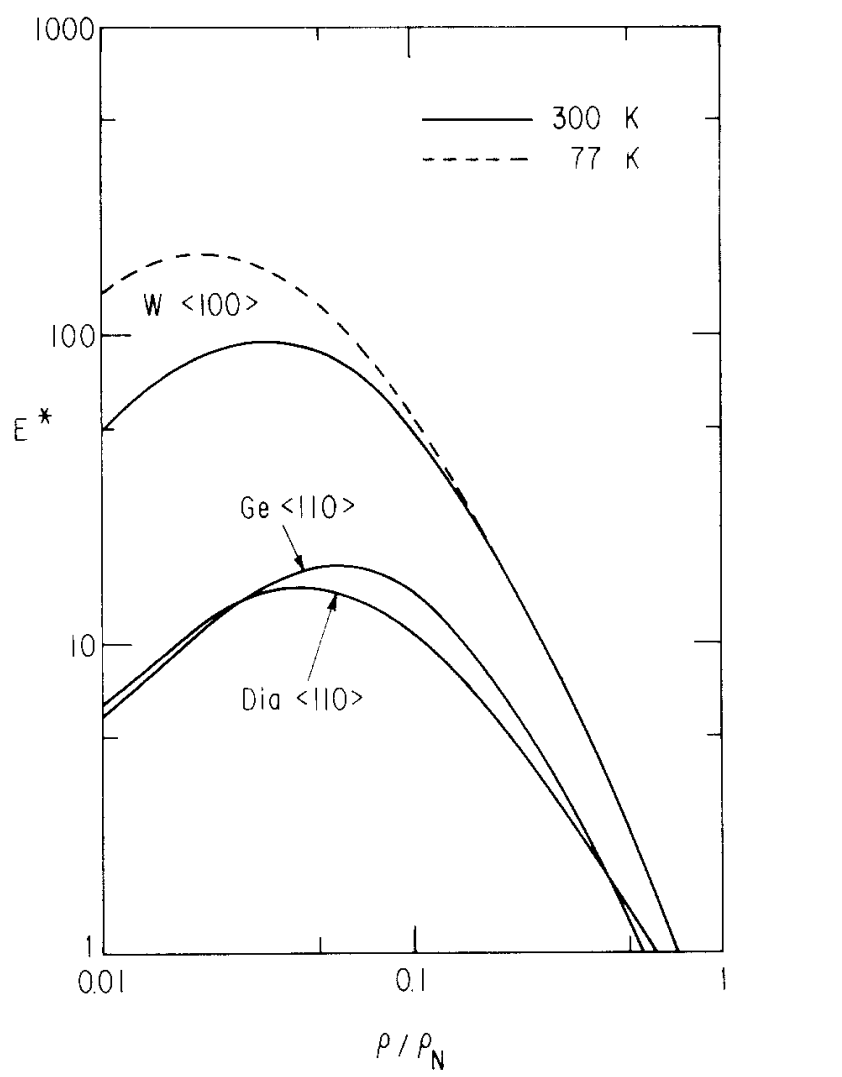 1000
300 K
77 K
W <100>
100
E*
Ge <110>
10
Dia <110>
1
0.01
0.1
1
ρ / ρN